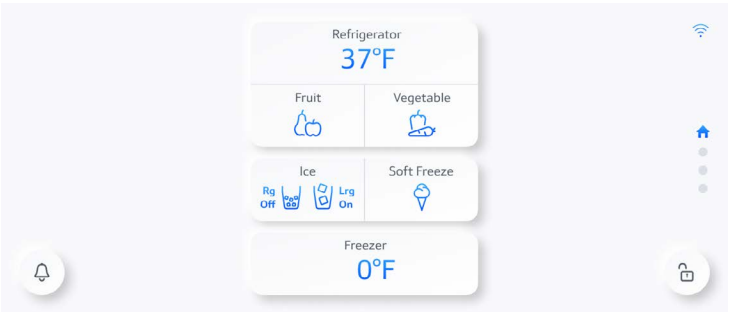 Refrigerator
37°F
Fruit
Vegetable
Ice
Soft Freeze
Rg
Off
Lrg
On
Freezer
0°F